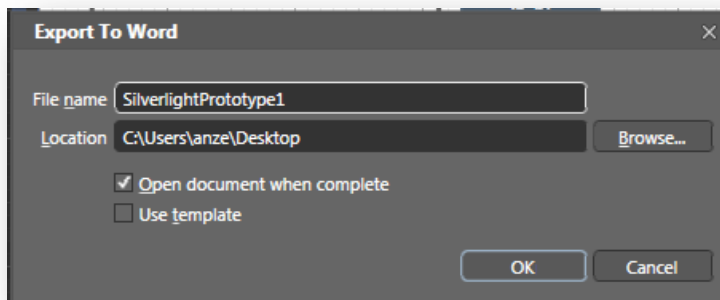 Export To Word
File name SilverlightPrototype1
Location C:\Users\anze\Desktop Browse...
Open document when complete
Use template
OK Cancel